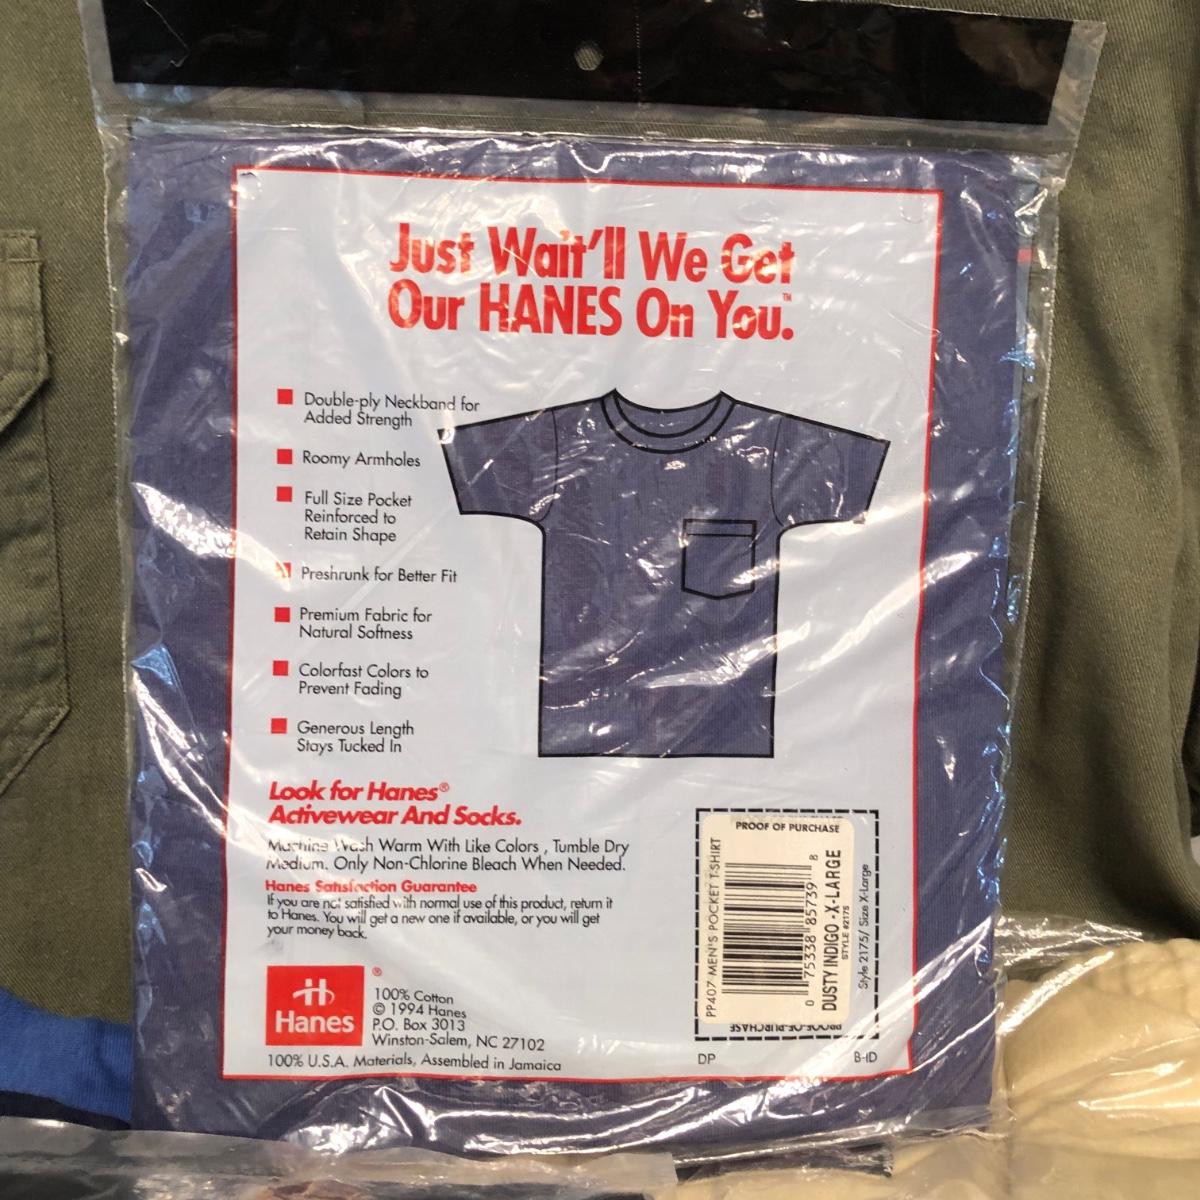 Just Wait'll We Get
Our HANES On You.™
Double-ply Neckband for
Added Strength
Roomy Armholes
Full Size Pocket
Reinforced to
Retain Shape
Preshrunk for Better Fit
Premium Fabric for
Natural Softness
Colorfast Colors to
Prevent Fading
Generous Length
Stays Tucked In
Look for Hanes®
Activewear And Socks.
Machine Wash Warm With Like Colors , Tumble Dry
Medium. Only Non-Chlorine Bleach When Needed.
Hanes Satisfaction Guarantee
If you are not satisfied with normal use of this product, return it
to Hanes. You will get a new one if available, or you will get
your money back.
H
Hanes
®
100% Cotton
© 1994 Hanes
P.O. Box 3013
Winston-Salem, NC 27102
100% U.S.A. Materials, Assembled in Jamaica
PROOF OF PURCHASE
PP407 MEN'S POCKET T-SHIRT
0 75338 85739 8
DUSTY INDIGO - X-LARGE
STYLE #2175
Style 2175/ Size X-Large
PROOF-OF-PURCHASE
DP
B-ID